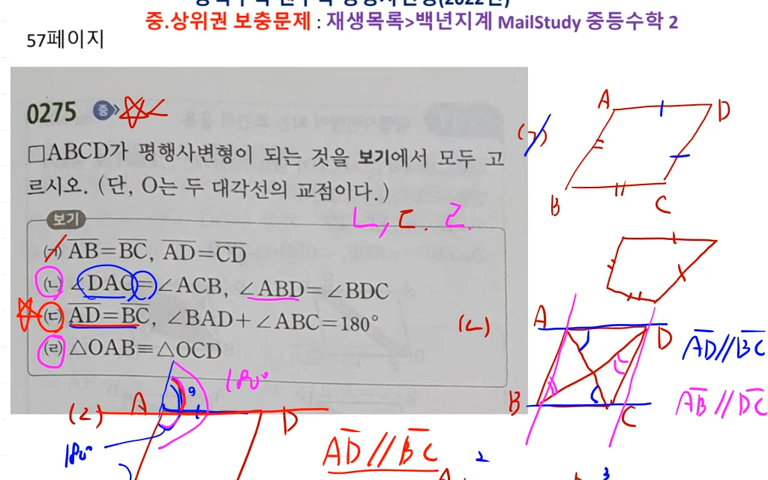 중.상위권 보충문제 : 재생목록>백년지계 MailStudy 중등수학 2
57페이지
0275 중
□ABCD가 평행사변형이 되는 것을 보기에서 모두 고
르시오. (단, O는 두 대각선의 교점이다.)
ㄴ, ㄷ. ㄹ.
보기
(ㄱ) AB=BC, AD=CD
(ㄴ) ∠DAC=∠ACB, ∠ABD=∠BDC
(ㄷ) AD=BC, ∠BAD+∠ABC=180°
(ㄹ) △OAB≡△OCD
(ㄱ)
A D
B C
(ㄴ)
A D
B C
AD//BC
AB//DC
180°
(ㄷ) A D
180°
AD//BC